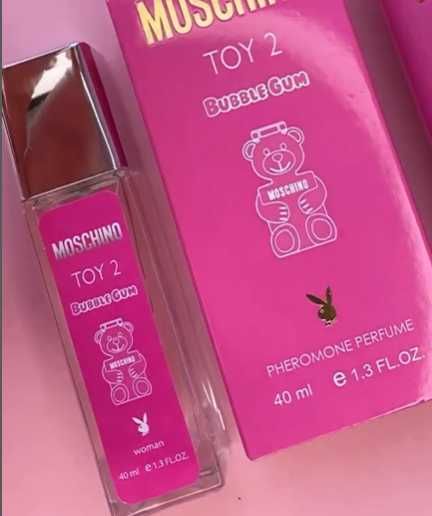 MOSCHINO
TOY 2
BUBBLE GUM
MOSCHINO
PHEROMONE PERFUME
40 ml e 1.3 FL.OZ.
MOSCHINO
TOY 2
BUBBLE GUM
MOSCHINO
woman
40 ml e 1.3 FL.OZ.